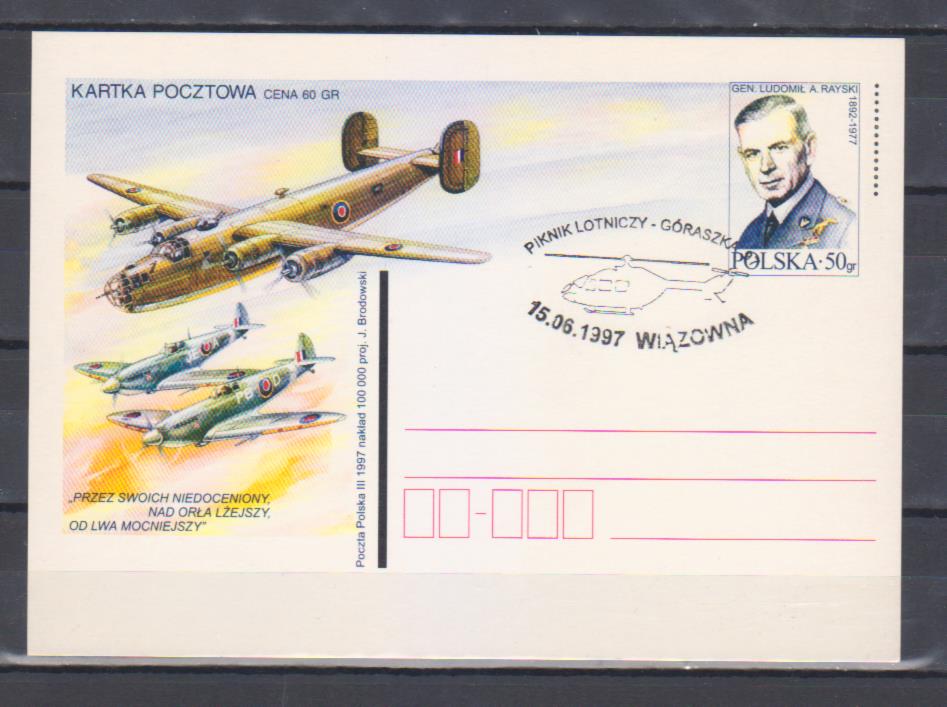 KARTKA POCZTOWA CENA 60 GR
GEN. LUDOMIŁ A. RAYSKI
1892-1977
POLSKA·50gr
PIKNIK LOTNICZY - GÓRASZKA
15.06.1997 WIĄZOWNA
„PRZEZ SWOICH NIEDOCENIONY,
NAD ORŁA LŻEJSZY,
OD LWA MOCNIEJSZY”
Poczta Polska III 1997 nakład 100 000 proj. J. Brodowski